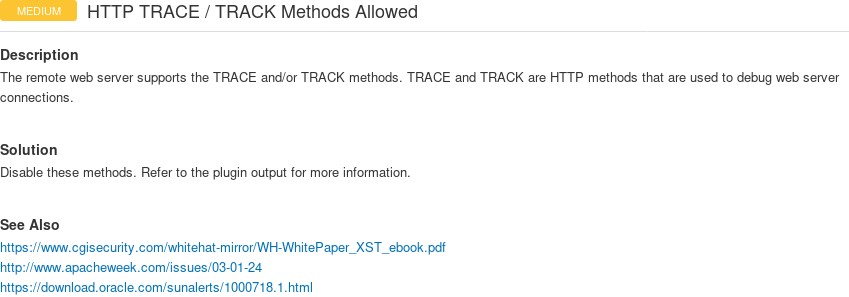 MEDIUM HTTP TRACE / TRACK Methods Allowed
Description
The remote web server supports the TRACE and/or TRACK methods. TRACE and TRACK are HTTP methods that are used to debug web server
connections.
Solution
Disable these methods. Refer to the plugin output for more information.
See Also
https://www.cgisecurity.com/whitehat-mirror/WH-WhitePaper_XST_ebook.pdf
http://www.apacheweek.com/issues/03-01-24
https://download.oracle.com/sunalerts/1000718.1.html